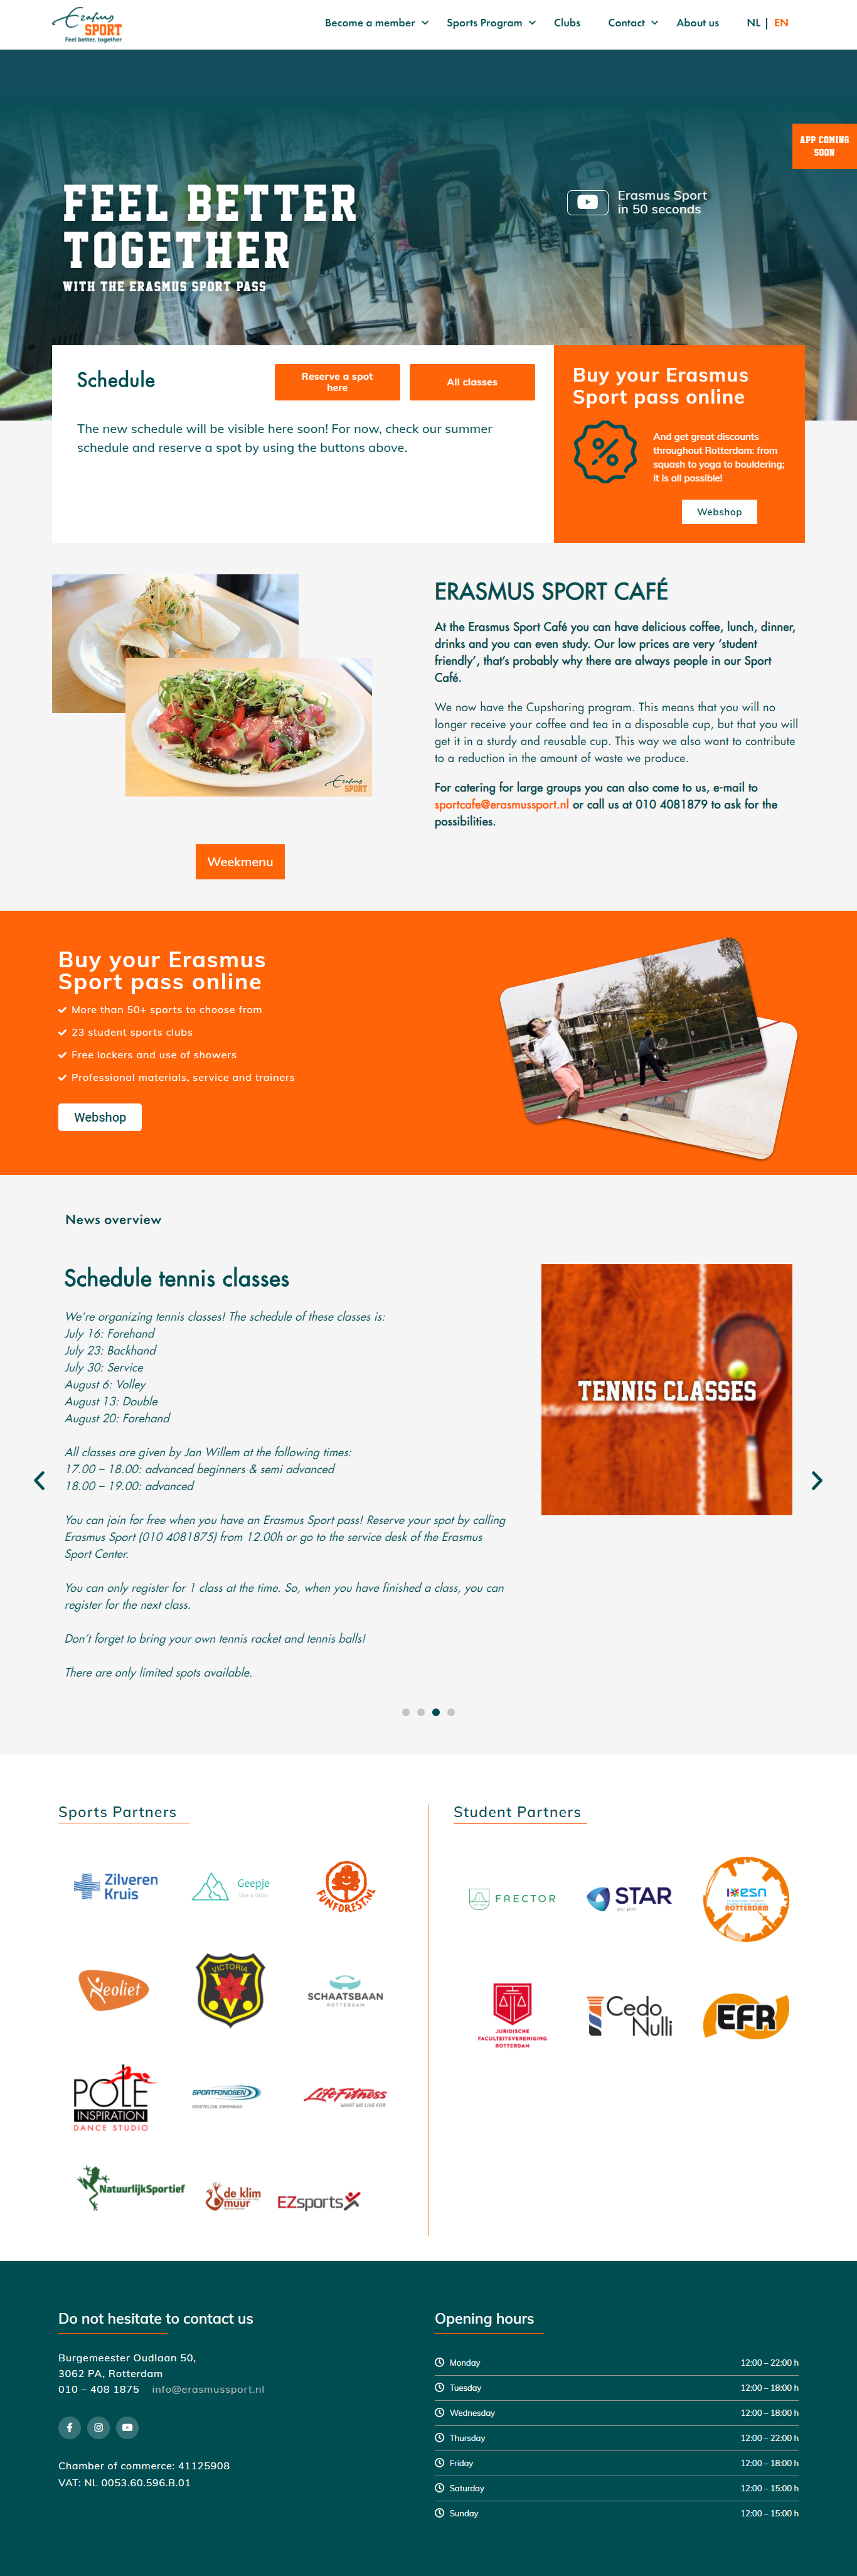 Erasmus
SPORT
Feel better, together
Become a member
Sports Program
Clubs
Contact
About us
NL | EN
APP COMING
SOON
FEEL BETTER
TOGETHER
WITH THE ERASMUS SPORT PASS
Erasmus Sport
in 50 seconds
Schedule
Reserve a spot
here
All classes
The new schedule will be visible here soon! For now, check our summer
schedule and reserve a spot by using the buttons above.
Buy your Erasmus
Sport pass online
And get great discounts
throughout Rotterdam: from
squash to yoga to bouldering;
it is all possible!
Webshop
Erasmus
SPORT
Weekmenu
ERASMUS SPORT CAFÉ
At the Erasmus Sport Café you can have delicious coffee, lunch, dinner,
drinks and you can even study. Our low prices are very ‘student
friendly’, that’s probably why there are always people in our Sport
Café.
We now have the Cupsharing program. This means that you will no
longer receive your coffee and tea in a disposable cup, but that you will
get it in a sturdy and reusable cup. This way we also want to contribute
to a reduction in the amount of waste we produce.
For catering for large groups you can also come to us, e-mail to
sportcafe@erasmussport.nl or call us at 010 4081879 to ask for the
possibilities.
Buy your Erasmus
Sport pass online
More than 50+ sports to choose from
23 student sports clubs
Free lockers and use of showers
Professional materials, service and trainers
Webshop
News overview
Schedule tennis classes
We’re organizing tennis classes! The schedule of these classes is:
July 16: Forehand
July 23: Backhand
July 30: Service
August 6: Volley
August 13: Double
August 20: Forehand
All classes are given by Jan Willem at the following times:
17.00 – 18.00: advanced beginners & semi advanced
18.00 – 19.00: advanced
You can join for free when you have an Erasmus Sport pass! Reserve your spot by calling
Erasmus Sport (010 4081875) from 12.00h or go to the service desk of the Erasmus
Sport Center.
You can only register for 1 class at the time. So, when you have finished a class, you can
register for the next class.
Don’t forget to bring your own tennis racket and tennis balls!
There are only limited spots available.
TENNIS CLASSES
Sports Partners
Zilveren
Kruis
Geepje
Live a little
FUNFOREST.NL
Neoliet
VICTORIA
SCHAATSBAAN
ROTTERDAM
POLE
INSPIRATION
DANCE STUDIO
SPORTFONDSEN
OOSTELIJK ZWEMBAD
LifeFitness
WHAT WE LIVE FOR
NatuurlijkSportief
de klim
muur
EZsports
Student Partners
FAECTOR
STAR
EST. 1977
esn
ROTTERDAM
JURIDISCHE
FACULTEITSVERENIGING
ROTTERDAM
Cedo
Nulli
EFR
Do not hesitate to contact us
Burgemeester Oudlaan 50,
3062 PA, Rotterdam
010 – 408 1875 info@erasmussport.nl
Chamber of commerce: 41125908
VAT: NL 0053.60.596.B.01
Opening hours
Monday 12:00 – 22:00 h
Tuesday 12:00 – 18:00 h
Wednesday 12:00 – 18:00 h
Thursday 12:00 – 22:00 h
Friday 12:00 – 18:00 h
Saturday 12:00 – 15:00 h
Sunday 12:00 – 15:00 h